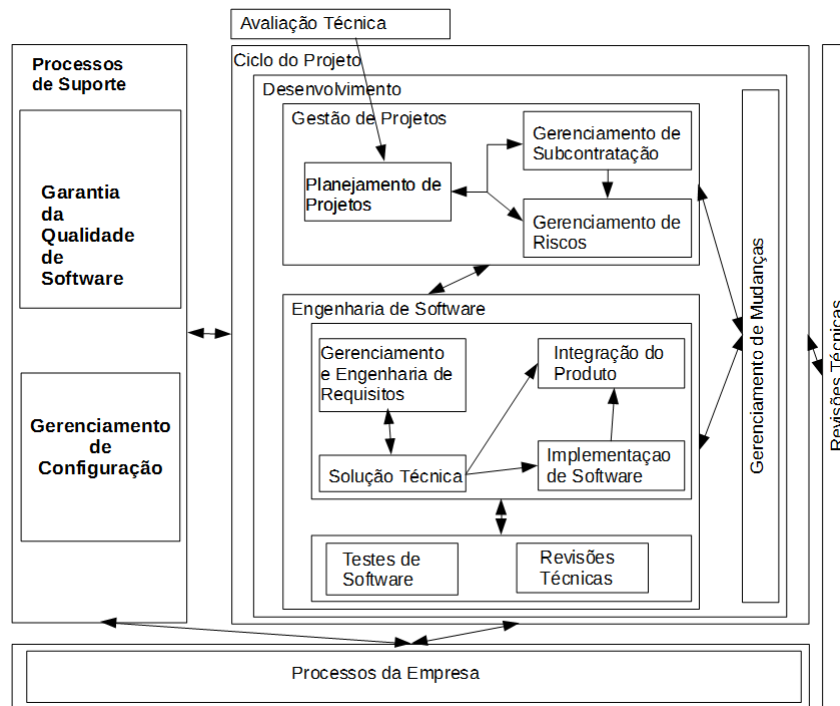 Avaliação Técnica
Processos
de Suporte
Garantia
da
Qualidade
de
Software
Gerenciamento
de
Configuração
Ciclo do Projeto
Desenvolvimento
Gestão de Projetos
Planejamento de
Projetos
Gerenciamento de
Subcontratação
Gerenciamento de
Riscos
Engenharia de Software
Gerenciamento
e Engenharia de
Requisitos
Integração do
Produto
Solução Técnica
Implementaçao
de Software
Testes de
Software
Revisões
Técnicas
Gerenciamento de Mudanças
Revisões Técnicas
Processos da Empresa